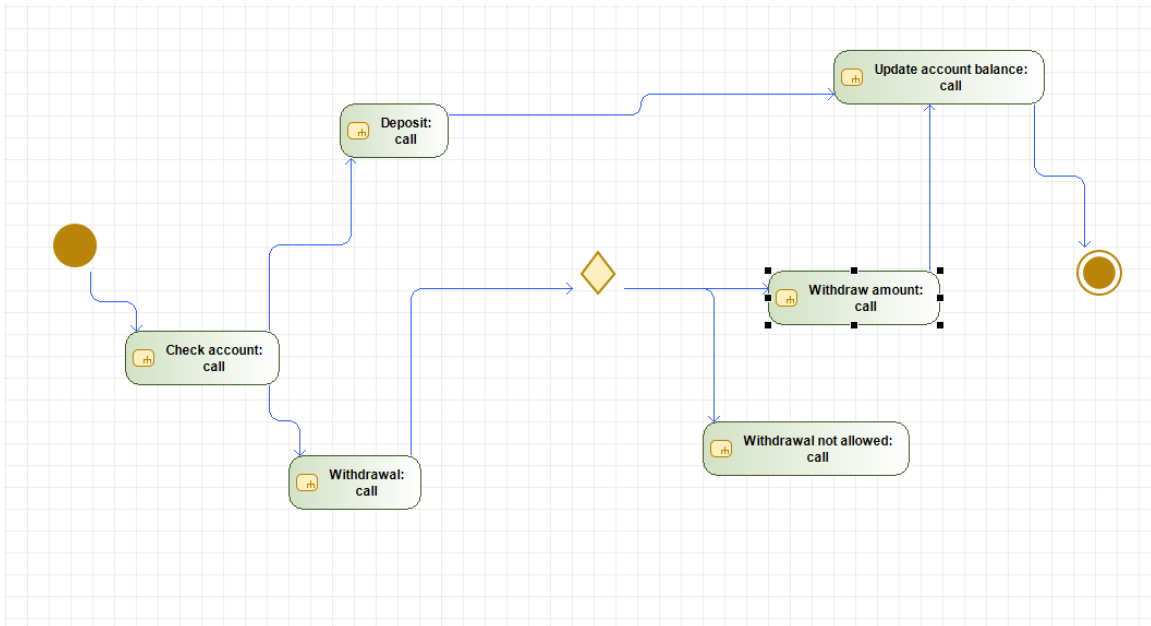 Update account balance:
call
Deposit:
call
Withdraw amount:
call
Check account:
call
Withdrawal not allowed:
call
Withdrawal:
call